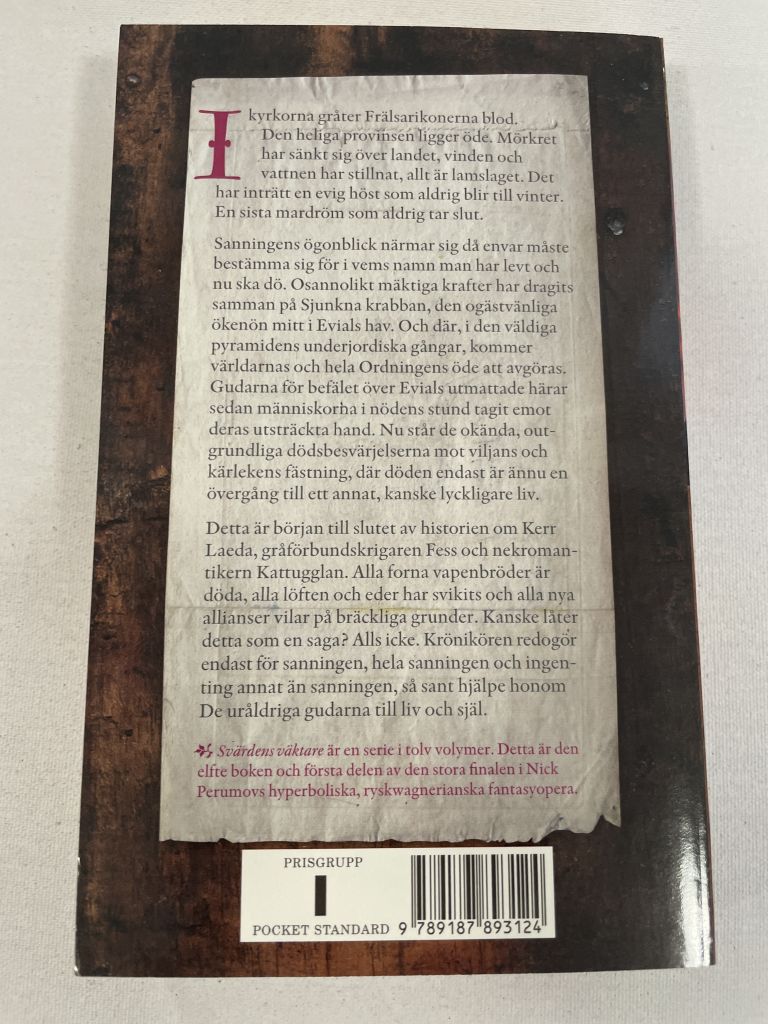 I kyrkorna gråter Frälsarikonerna blod.
Den heliga provinsen ligger öde. Mörkret
har sänkt sig över landet, vinden och
vattnen har stillnat, allt är lamslaget. Det
har inträtt en evig höst som aldrig blir till vinter.
En sista mardröm som aldrig tar slut.
Sanningens ögonblick närmar sig då envar måste
bestämma sig för i vems namn man har levt och
nu ska dö. Osannolikt mäktiga krafter har dragits
samman på Sjunkna krabban, den ogästvänliga
ökenön mitt i Evials hav. Och där, i den väldiga
pyramidens underjordiska gångar, kommer
världarnas och hela Ordningens öde att avgöras.
Gudarna för befälet över Evials utmattade härar
sedan människorna i nödens stund tagit emot
deras utsträckta hand. Nu står de okända, out-
grundliga dödsbesvärjelserna mot viljans och
kärlekens fästning, där döden endast är ännu en
övergång till ett annat, kanske lyckligare liv.
Detta är början till slutet av historien om Kerr
Laeda, gråförbundskrigaren Fess och nekroman-
tikern Kattugglan. Alla forna vapenbröder är
döda, alla löften och eder har svikits och alla nya
allianser vilar på bräckliga grunder. Kanske låter
detta som en saga? Alls icke. Krönikören redogör
endast för sanningen, hela sanningen och ingen-
ting annat än sanningen, så sant hjälpe honom
De uråldriga gudarna till liv och själ.
Svärdens väktare är en serie i tolv volymer. Detta är den
elfte boken och första delen av den stora finalen i Nick
Perumovs hyperboliska, ryskwagnerianska fantasyopera.
PRISGRUPP
I
POCKET STANDARD
9 789187 893124